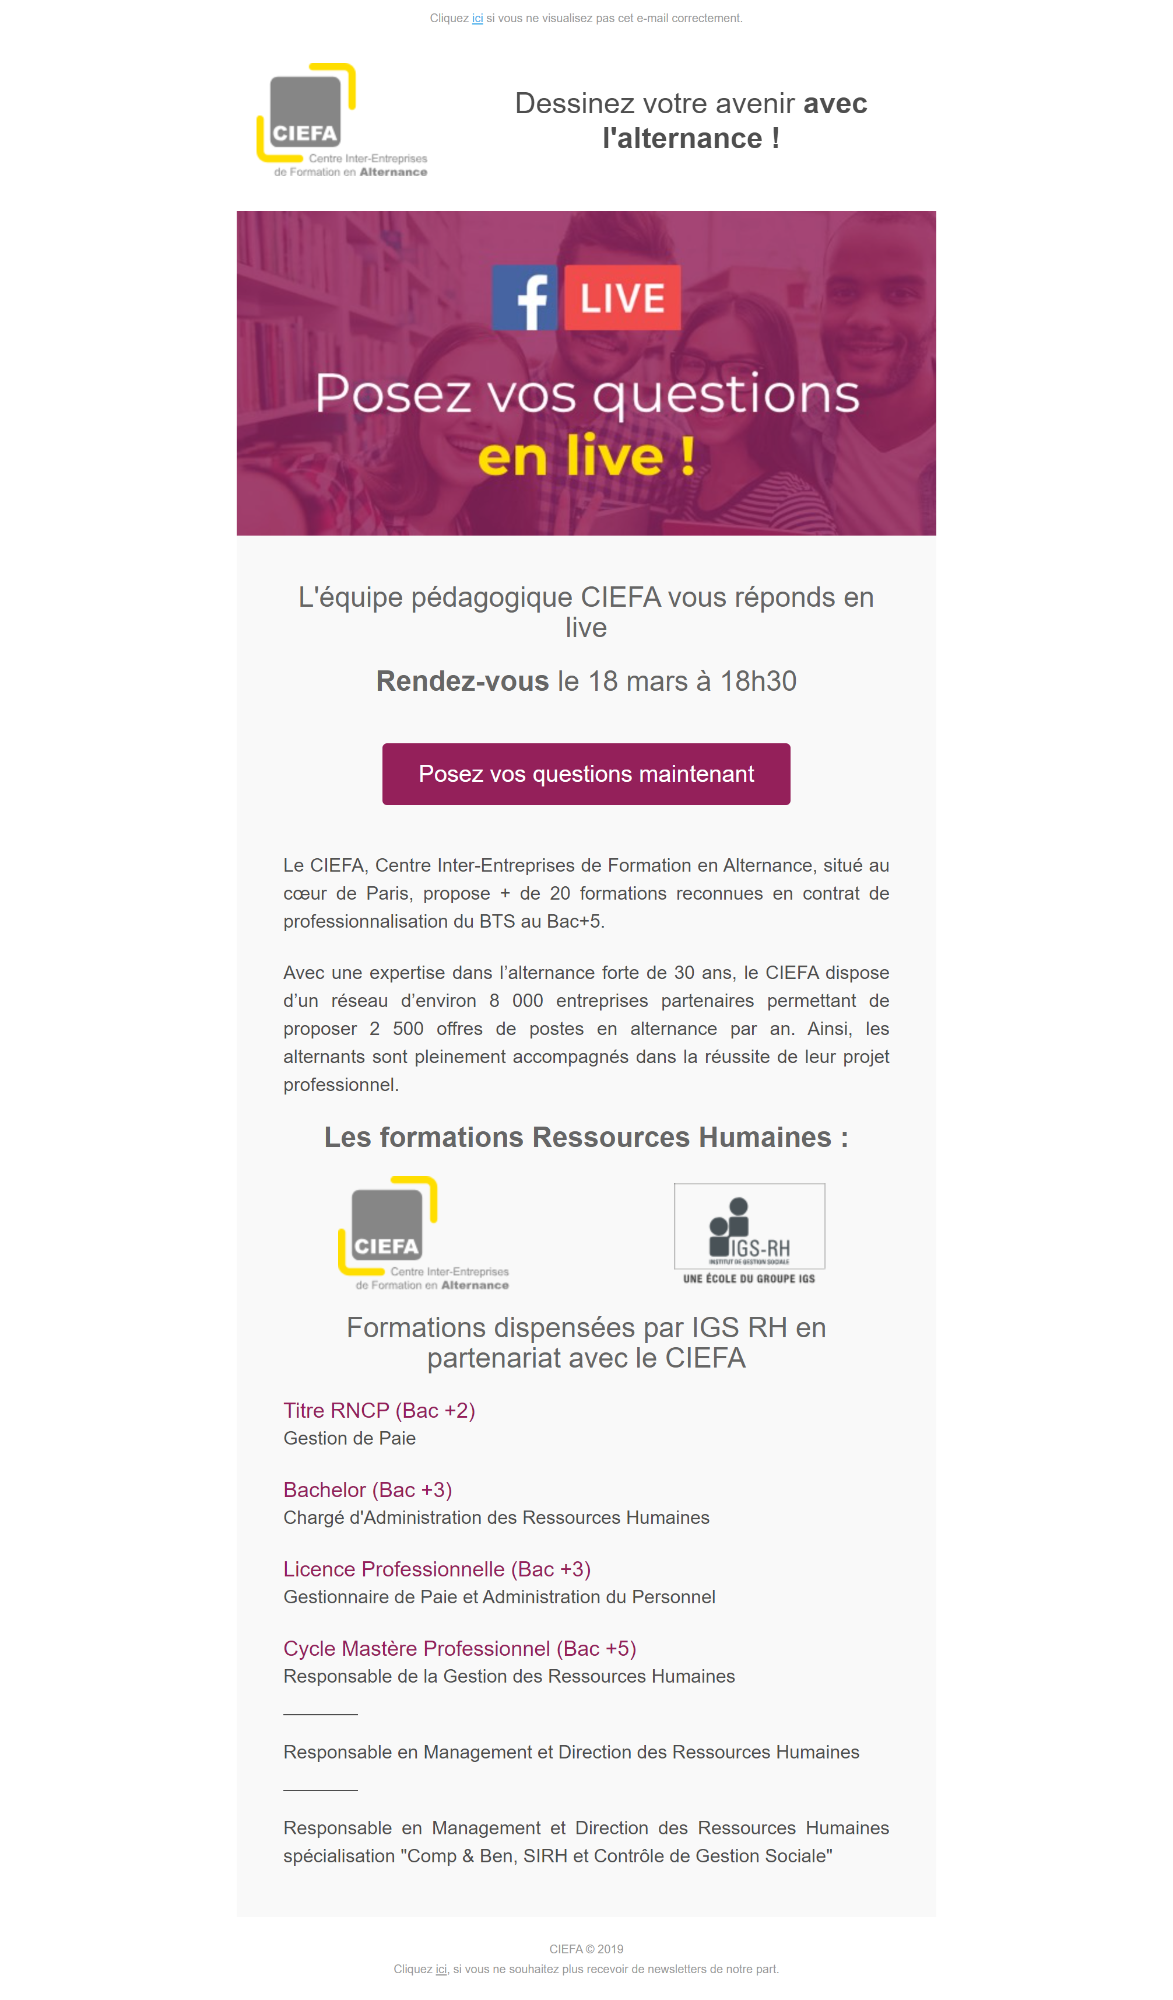 Cliquez ici si vous ne visualisez pas cet e-mail correctement.
CIEFA
Centre Inter-Entreprises
de Formation en Alternance
Dessinez votre avenir avec
l'alternance !
f LIVE
Posez vos questions
en live !
L'équipe pédagogique CIEFA vous réponds en
live
Rendez-vous le 18 mars à 18h30
Posez vos questions maintenant
Le CIEFA, Centre Inter-Entreprises de Formation en Alternance, situé au
cœur de Paris, propose + de 20 formations reconnues en contrat de
professionnalisation du BTS au Bac+5.
Avec une expertise dans l’alternance forte de 30 ans, le CIEFA dispose
d’un réseau d’environ 8 000 entreprises partenaires permettant de
proposer 2 500 offres de postes en alternance par an. Ainsi, les
alternants sont pleinement accompagnés dans la réussite de leur projet
professionnel.
Les formations Ressources Humaines :
CIEFA
Centre Inter-Entreprises
de Formation en Alternance
IGS-RH
INSTITUT DE GESTION SOCIALE
UNE ÉCOLE DU GROUPE IGS
Formations dispensées par IGS RH en
partenariat avec le CIEFA
Titre RNCP (Bac +2)
Gestion de Paie
Bachelor (Bac +3)
Chargé d'Administration des Ressources Humaines
Licence Professionnelle (Bac +3)
Gestionnaire de Paie et Administration du Personnel
Cycle Mastère Professionnel (Bac +5)
Responsable de la Gestion des Ressources Humaines
________
Responsable en Management et Direction des Ressources Humaines
________
Responsable en Management et Direction des Ressources Humaines
spécialisation "Comp & Ben, SIRH et Contrôle de Gestion Sociale"
CIEFA © 2019
Cliquez ici, si vous ne souhaitez plus recevoir de newsletters de notre part.